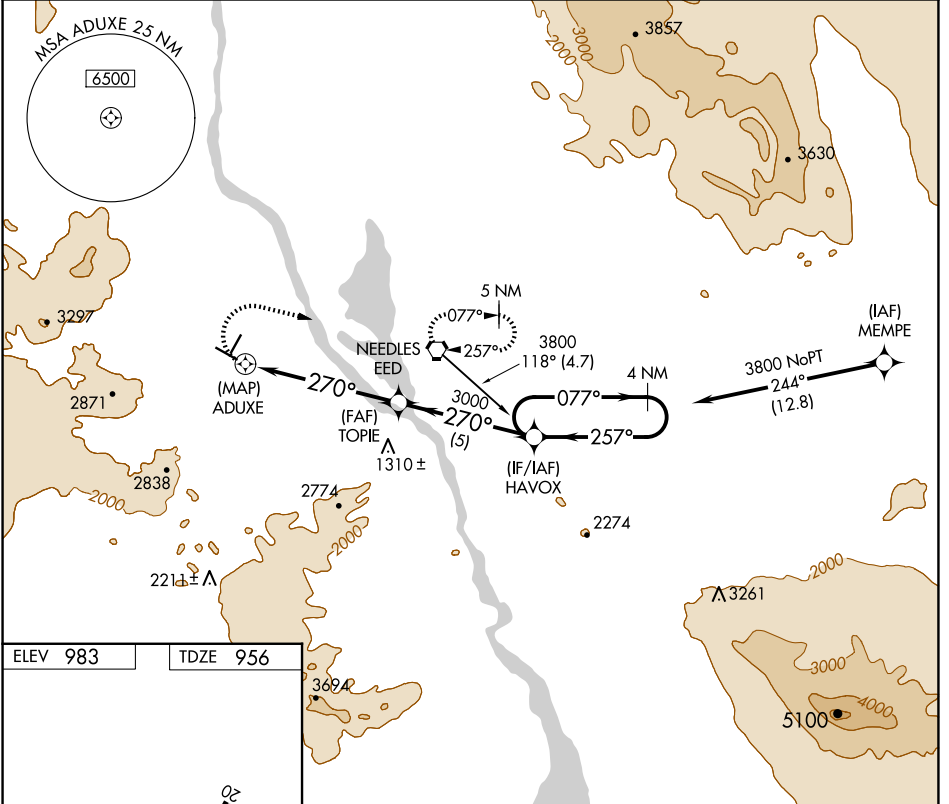 MSA ADUXE 25 NM
6500
3857
3000
2000
3630
3297
2871
2838
2000
(MAP)
ADUXE
270°
(FAF)
TOPIE
NEEDLES
EED
5 NM
077°
257°
3800
118° (4.7)
3000
270°
(5)
4 NM
077°
257°
(IF/IAF)
HAVOX
(IAF)
MEMPE
3800 NoPT
244°
(12.8)
1310 ±
2774
2000
2274
2211 ±
3261
2000
3000
4000
5100
3694
ELEV 983
TDZE 956
20